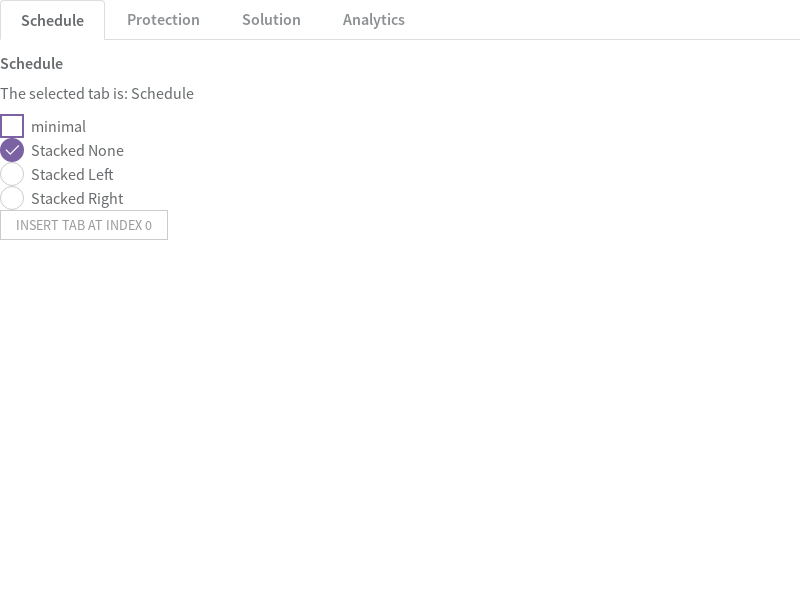 Schedule Protection Solution Analytics
Schedule
The selected tab is: Schedule
minimal
Stacked None
Stacked Left
Stacked Right
INSERT TAB AT INDEX 0